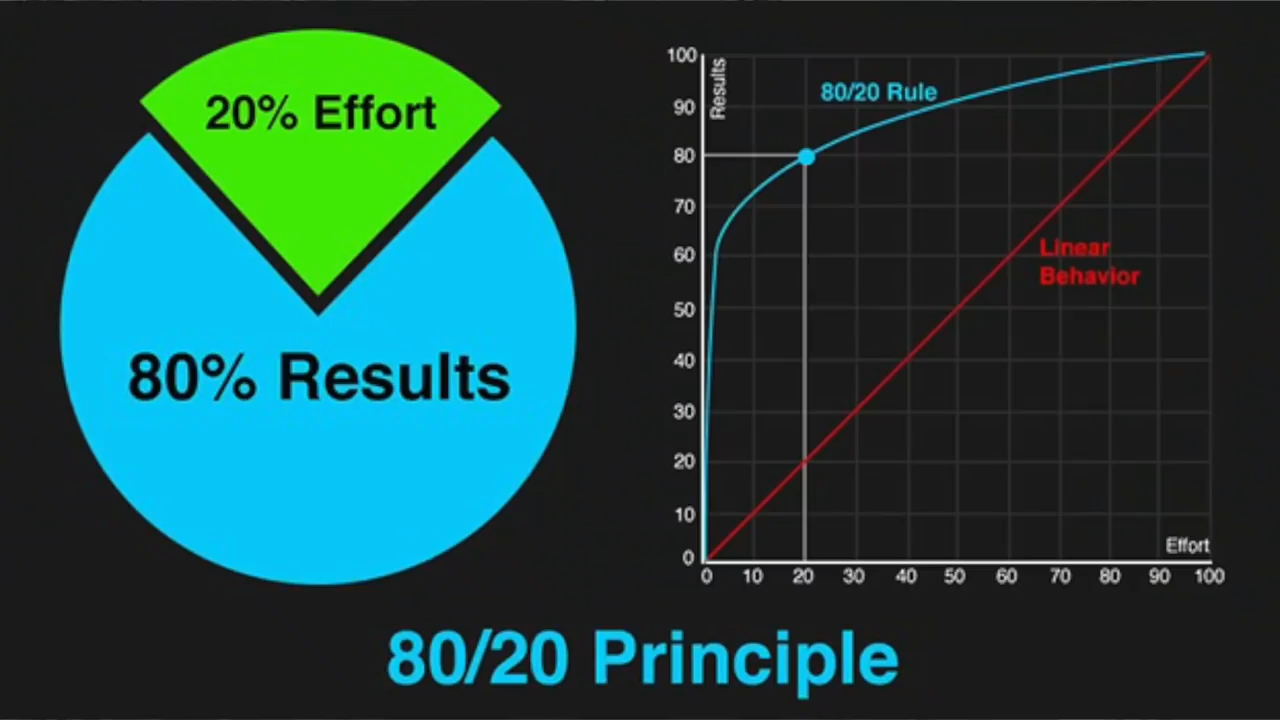 20% Effort
80% Results
Results
100
90
80
70
60
50
40
30
20
10
0
80/20 Rule
Linear
Behavior
Effort
0 10 20 30 40 50 60 70 80 90 100
80/20 Principle